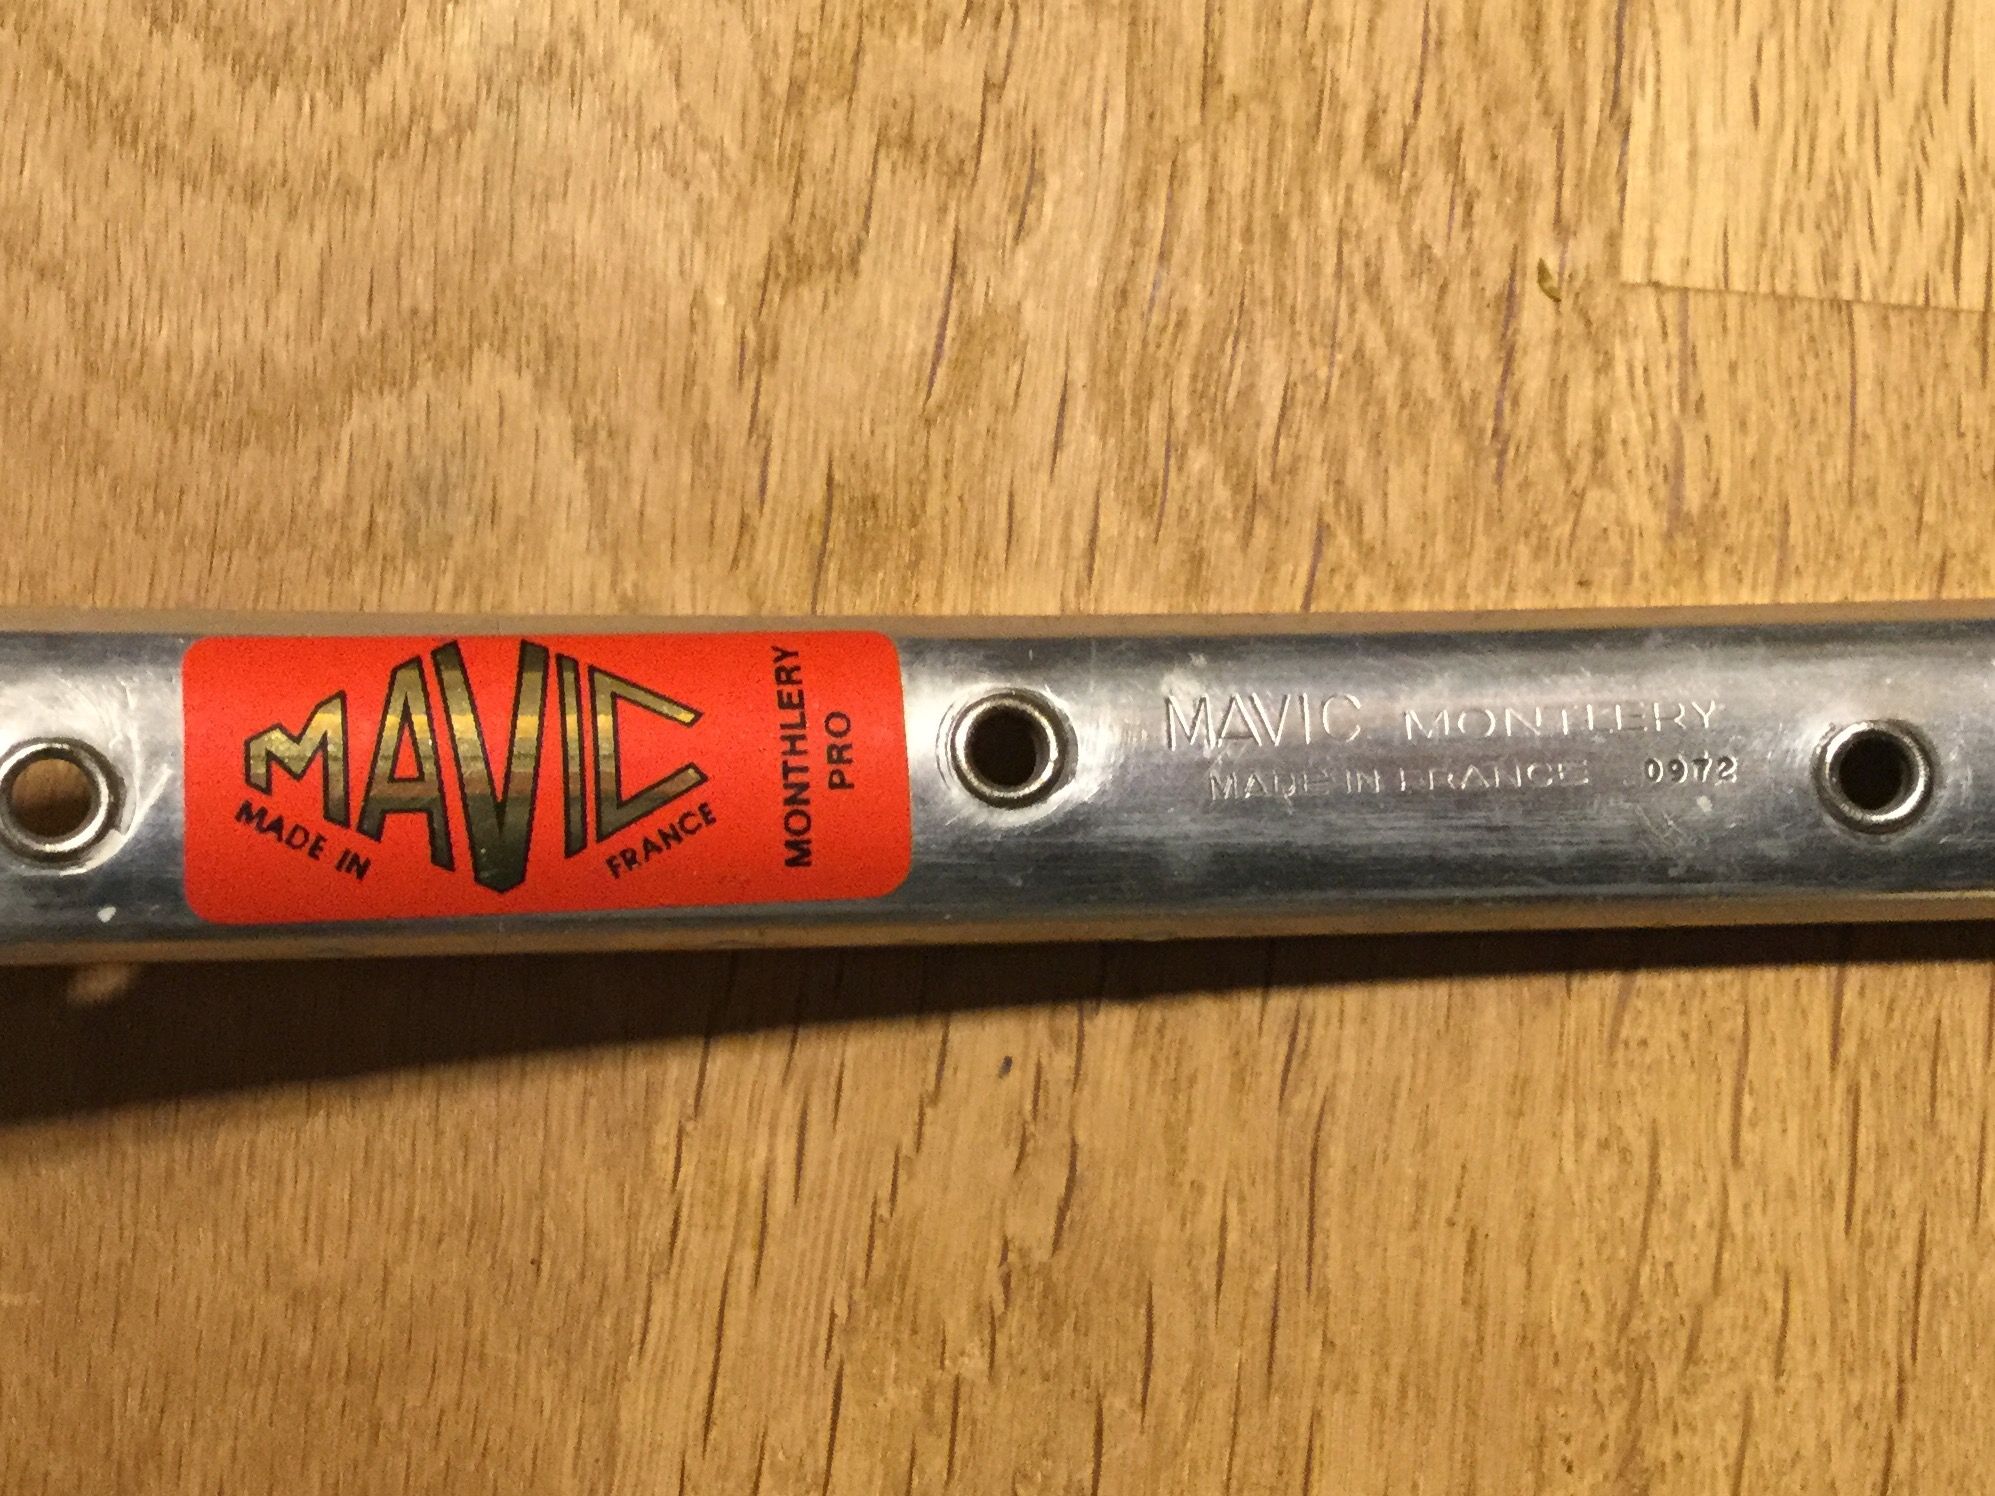 MAVIC
MADE IN FRANCE
MONTHLERY
PRO
MAVIC MONTLERY
MADE IN FRANCE 0972